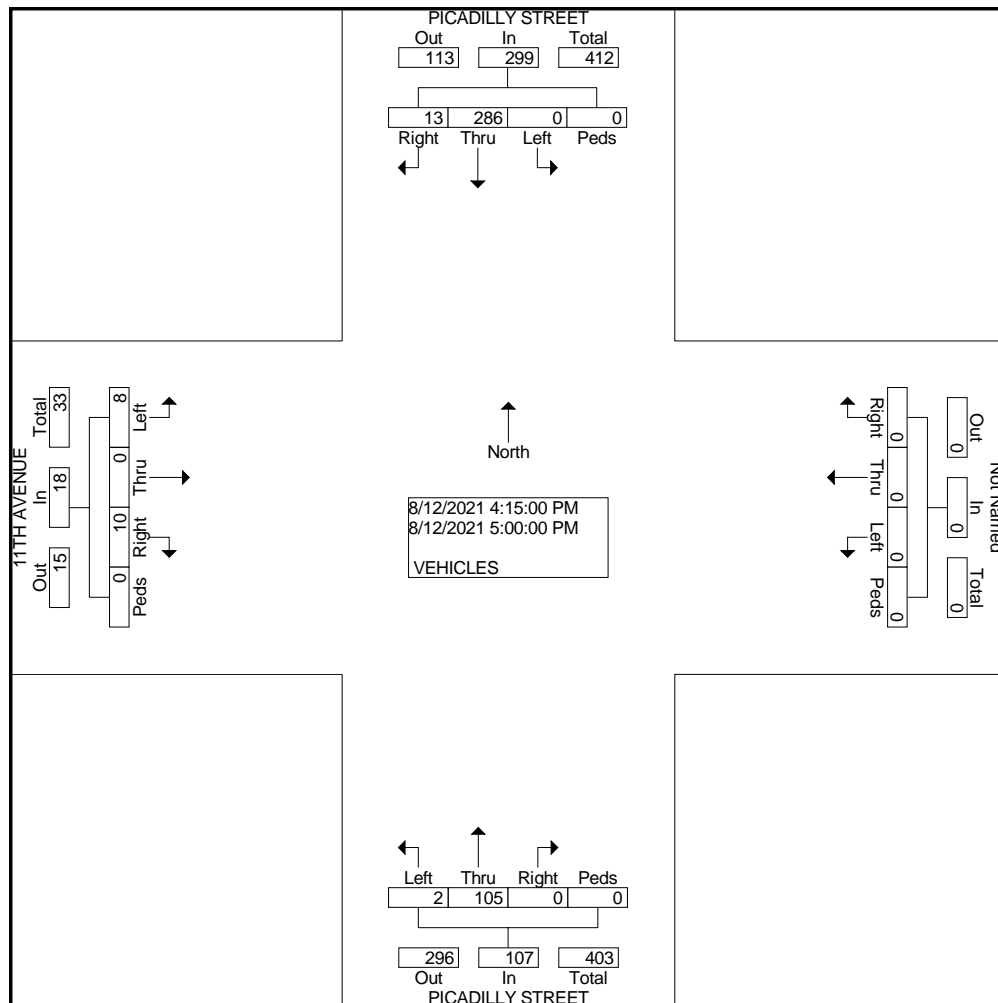 PICADILLY STREET
Out In Total
113 299 412
13 286 0 0
Right Thru Left Peds
11TH AVENUE
Total In Out
33 18 15
8 0 10 0
Left Thru Right Peds
North
8/12/2021 4:15:00 PM
8/12/2021 5:00:00 PM
VEHICLES
Right Thru Left Peds
0 0 0 0
Out In Total
0 0 0
Not Named
Left Thru Right Peds
2 105 0 0
296 107 403
Out In Total
PICADILLY STREET